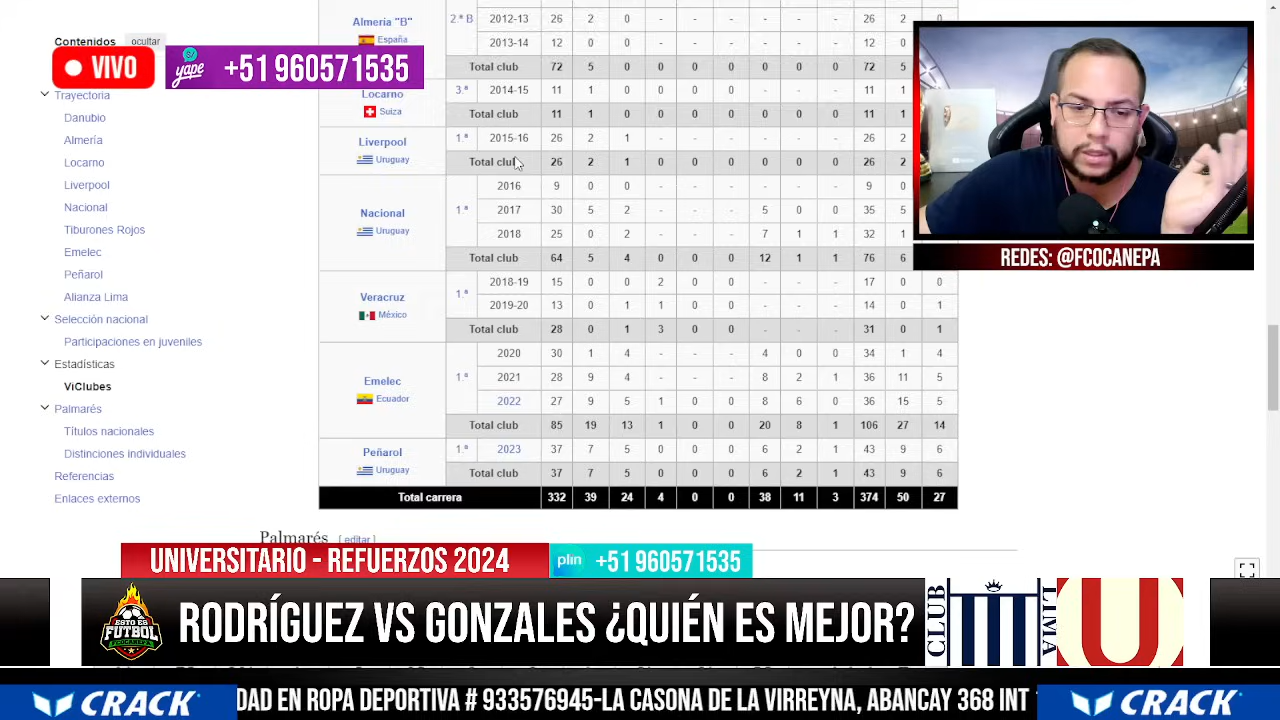 Almería "B"
España
2.ª B
2012-13 26 2 0 - - - - - - 26 2 0
2013-14 12 0 0 - - - - - - 12 0
Total club 72 5 0 0 0 0 0 0 0 72 5
Contenidos ocultar
VIVO
yape
+51 960571535
Trayectoria
Danubio
Almería
Locarno
Liverpool
Nacional
Tiburones Rojos
Emelec
Peñarol
Alianza Lima
Selección nacional
Participaciones en juveniles
Estadísticas
ViClubes
Palmarés
Títulos nacionales
Distinciones individuales
Referencias
Enlaces externos
Locarno
Suiza
3.ª 2014-15 11 1 0 - - - - - - 11 1
Total club 11 1 0 0 0 0 0 0 0 11 1
Liverpool
Uruguay
1.ª 2015-16 26 2 1 - - - - - - 26 2
Total club 26 2 1 0 0 0 0 0 0 26 2
Nacional
Uruguay
1.ª
2016 9 0 0 - - - - - - 9 0
2017 30 5 2 - - - 5 0 0 35 5
2018 25 0 2 - - - 7 1 1 32 1
Total club 64 5 4 0 0 0 12 1 1 76 6
Veracruz
México
1.ª
2018-19 15 0 0 2 0 0 - - - 17 0 0
2019-20 13 0 1 1 0 0 - - - 14 0 1
Total club 28 0 1 3 0 0 - - - 31 0 1
Emelec
Ecuador
1.ª
2020 30 1 4 - - - 4 0 0 34 1 4
2021 28 9 4 - - - 8 2 1 36 11 5
2022 27 9 5 1 0 0 8 6 0 36 15 5
Total club 85 19 13 1 0 0 20 8 1 106 27 14
Peñarol
Uruguay
1.ª 2023 37 7 5 0 0 0 6 2 1 43 9 6
Total club 37 7 5 0 0 0 6 2 1 43 9 6
Total carrera 332 39 24 4 0 0 38 11 3 374 50 27
Palmarés [ editar ]
REDES: @FCOCANEPA
UNIVERSITARIO - REFUERZOS 2024
plin
+51 960571535
ESTO ES
FUTBOL
RODRÍGUEZ VS GONZALES ¿QUIÉN ES MEJOR?
CLUB
LIMA
U
CRACK
DAD EN ROPA DEPORTIVA # 933576945-LA CASONA DE LA VIRREYNA, ABANCAY 368 INT
CRACK